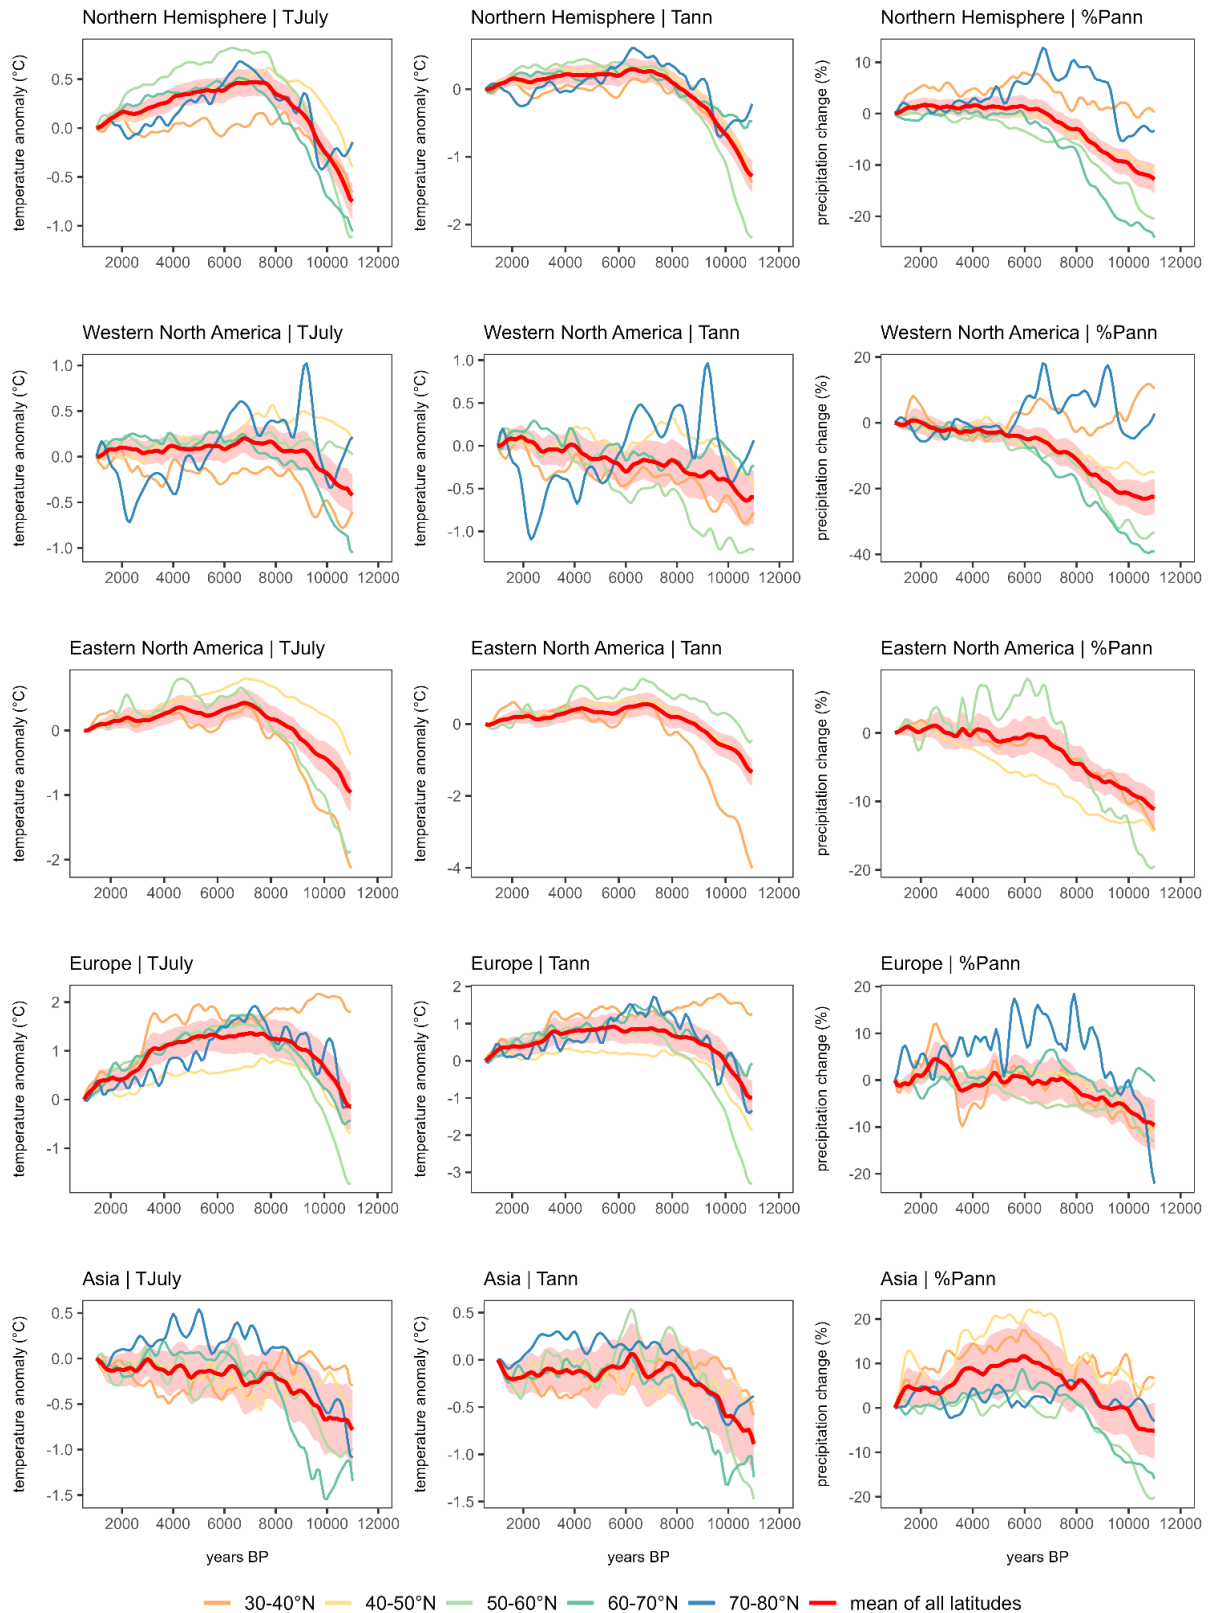 Northern Hemisphere | TJuly
Northern Hemisphere | Tann
Northern Hemisphere | %Pann
temperature anomaly (°C)
0.5
0.0
-0.5
-1.0
2000 4000 6000 8000 10000 12000
temperature anomaly (°C)
0
-1
-2
2000 4000 6000 8000 10000 12000
precipitation change (%)
10
0
-10
-20
2000 4000 6000 8000 10000 12000
Western North America | TJuly
Western North America | Tann
Western North America | %Pann
temperature anomaly (°C)
1.0
0.5
0.0
-0.5
-1.0
2000 4000 6000 8000 10000 12000
temperature anomaly (°C)
1.0
0.5
0.0
-0.5
-1.0
2000 4000 6000 8000 10000 12000
precipitation change (%)
20
0
-20
-40
2000 4000 6000 8000 10000 12000
Eastern North America | TJuly
Eastern North America | Tann
Eastern North America | %Pann
temperature anomaly (°C)
0
-1
-2
2000 4000 6000 8000 10000 12000
temperature anomaly (°C)
0
-2
-4
2000 4000 6000 8000 10000 12000
precipitation change (%)
0
-10
-20
2000 4000 6000 8000 10000 12000
Europe | TJuly
Europe | Tann
Europe | %Pann
temperature anomaly (°C)
2
1
0
-1
2000 4000 6000 8000 10000 12000
temperature anomaly (°C)
2
1
0
-1
-2
-3
2000 4000 6000 8000 10000 12000
precipitation change (%)
20
10
0
-10
-20
2000 4000 6000 8000 10000 12000
Asia | TJuly
Asia | Tann
Asia | %Pann
temperature anomaly (°C)
0.5
0.0
-0.5
-1.0
-1.5
2000 4000 6000 8000 10000 12000
years BP
temperature anomaly (°C)
0.5
0.0
-0.5
-1.0
-1.5
2000 4000 6000 8000 10000 12000
years BP
precipitation change (%)
20
10
0
-10
-20
2000 4000 6000 8000 10000 12000
years BP
30-40°N 40-50°N 50-60°N 60-70°N 70-80°N mean of all latitudes